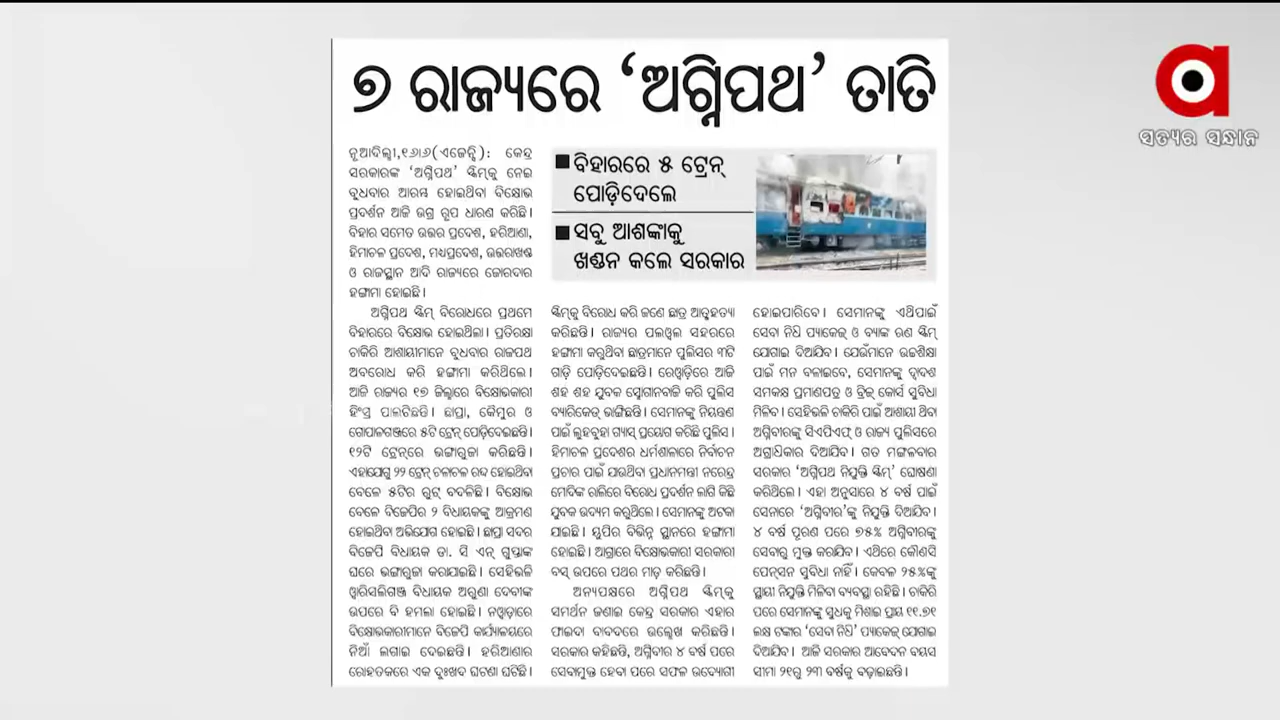 ୭ ରାଜ୍ୟରେ ‘ଅଗ୍ନିପଥ’ ତାତି
ସତ୍ୟର ସନ୍ଧାନ
ବିହାରରେ ୫ ଟ୍ରେନ୍
ପୋଡ଼ିଦେଲେ
ସବୁ ଆଶଙ୍କାକୁ
ଖଣ୍ଡନ କଲେ ସରକାର
ନୂଆଦିଲ୍ଲୀ,୧୬।୬(ଏଜେନ୍ସି): କେନ୍ଦ୍ର
ସରକାରଙ୍କ ‘ଅଗ୍ନିପଥ’ ସ୍କିମ୍‌କୁ ନେଇ
ବୁଧବାର ଆରମ୍ଭ ହୋଇଥିବା ବିକ୍ଷୋଭ
ପ୍ରଦର୍ଶନ ଆଜି ଉଗ୍ର ରୂପ ଧାରଣ କରିଛି।
ବିହାର ସମେତ ଉତ୍ତର ପ୍ରଦେଶ, ହରିଆଣା,
ହିମାଚଳ ପ୍ରଦେଶ, ମଧ୍ୟପ୍ରଦେଶ, ଉତ୍ତରାଖଣ୍ଡ
ଓ ରାଜସ୍ଥାନ ଆଦି ରାଜ୍ୟରେ ଜୋରଦାର
ହଙ୍ଗାମା ହୋଇଛି।
ଅଗ୍ନିପଥ ସ୍କିମ୍ ବିରୋଧରେ ପ୍ରଥମେ
ବିହାରରେ ବିକ୍ଷୋଭ ହୋଇଥିଲା। ପ୍ରତିରକ୍ଷା
ଚାକିରି ଆଶାୟୀମାନେ ବୁଧବାର ରାଜପଥ
ଅବରୋଧ କରି ହଙ୍ଗାମା କରିଥିଲେ।
ଆଜି ରାଜ୍ୟର ୧୭ ଜିଲ୍ଲାରେ ବିକ୍ଷୋଭକାରୀ
ହିଂସ୍ର ପାଲଟିଛନ୍ତି। ଛାପ୍ରା, କୈମୁର ଓ
ଗୋପାଳଗଞ୍ଜରେ ୫ଟି ଟ୍ରେନ୍ ପୋଡ଼ିଦେଇଛନ୍ତି।
୧୨ଟି ଟ୍ରେନ୍‌ରେ ଭଙ୍ଗାରୁଜା କରିଛନ୍ତି।
ଏହାଯୋଗୁ ୨୨ ଟ୍ରେନ୍ ଚଳାଚଳ ରଦ୍ଦ ହୋଇଥିବା
ବେଳେ ୫ଟିର ରୁଟ୍ ବଦଳିଛି। ବିକ୍ଷୋଭ
ବେଳେ ବିଜେପିର ୨ ବିଧାୟକଙ୍କୁ ଆକ୍ରମଣ
ହୋଇଥିବା ଅଭିଯୋଗ ହୋଇଛି। ଛାପ୍ରା ସଦର
ବିଜେପି ବିଧାୟକ ଡା. ସି ଏନ୍ ଗୁପ୍ତାଙ୍କ
ଘରେ ଭଙ୍ଗାରୁଜା କରାଯାଇଛି। ସେହିଭଳି
ୱାରିସଲିଗଞ୍ଜ ବିଧାୟକ ଅରୁଣା ଦେବୀଙ୍କ
ଉପରେ ବି ହମଲା ହୋଇଛି। ନୱାଡ଼ାରେ
ବିକ୍ଷୋଭକାରୀମାନେ ବିଜେପି କାର୍ଯ୍ୟାଳୟରେ
ନିଆଁ ଲଗାଇ ଦେଇଛନ୍ତି। ହରିଆଣାର
ରୋହତକରେ ଏକ ଦୁଃଖଦ ଘଟଣା ଘଟିଛି।
ସ୍କିମ୍‌କୁ ବିରୋଧ କରି ଜଣେ ଛାତ୍ର ଆତ୍ମହତ୍ୟା
କରିଛନ୍ତି। ରାଜ୍ୟର ପଲୱଲ ସହରରେ
ହଙ୍ଗାମା କରୁଥିବା ଛାତ୍ରମାନେ ପୁଲିସର ୩ଟି
ଗାଡ଼ି ପୋଡ଼ିଦେଇଛନ୍ତି। ରେୱାଡ଼ିରେ ଆଜି
ଶହ ଶହ ଯୁବକ ସ୍ଲୋଗାନବାଜି କରି ପୁଲିସ
ବ୍ୟାରିକେଡ୍ ଭାଙ୍ଗିଛନ୍ତି। ସେମାନଙ୍କୁ ନିୟନ୍ତ୍ରଣ
ପାଇଁ ଲୁହବୁହା ଗ୍ୟାସ୍ ପ୍ରୟୋଗ କରିଛି ପୁଲିସ।
ହିମାଚଳ ପ୍ରଦେଶର ଧର୍ମଶାଳାରେ ନିର୍ବାଚନ
ପ୍ରଚାର ପାଇଁ ଯାଉଥିବା ପ୍ରଧାନମନ୍ତ୍ରୀ ନରେନ୍ଦ୍ର
ମୋଦିଙ୍କ ରାଲିରେ ବିରୋଧ ପ୍ରଦର୍ଶନ ଲାଗି କିଛି
ଯୁବକ ଉଦ୍ୟମ କରୁଥିଲେ। ସେମାନଙ୍କୁ ଅଟକା
ଯାଇଛି। ୟୁପିର ବିଭିନ୍ନ ସ୍ଥାନରେ ହଙ୍ଗାମା
ହୋଇଛି। ଆଗ୍ରାରେ ବିକ୍ଷୋଭକାରୀ ସରକାରୀ
ବସ୍ ଉପରେ ପଥର ମାଡ଼ କରିଛନ୍ତି।
ଅନ୍ୟପକ୍ଷରେ ଅଗ୍ନିପଥ ସ୍କିମ୍‌କୁ
ସମର୍ଥନ ଜଣାଇ କେନ୍ଦ୍ର ସରକାର ଏହାର
ଫାଇଦା ବାବଦରେ ଉଲ୍ଲେଖ କରିଛନ୍ତି।
ସରକାର କହିଛନ୍ତି, ଅଗ୍ନିବୀର ୪ ବର୍ଷ ପରେ
ସେବାମୁକ୍ତ ହେବା ପରେ ସଫଳ ଉଦ୍ୟୋଗୀ
ହୋଇପାରିବେ। ସେମାନଙ୍କୁ ଏଥିପାଇଁ
ସେବା ନିଧି ପ୍ୟାକେଜ୍ ଓ ବ୍ୟାଙ୍କ ଋଣ ସ୍କିମ୍
ଯୋଗାଇ ଦିଆଯିବ। ଯେଉଁମାନେ ଉଚ୍ଚଶିକ୍ଷା
ପାଇଁ ମନ ବଳାଇବେ, ସେମାନଙ୍କୁ ଦ୍ୱାଦଶ
ସମକକ୍ଷ ପ୍ରମାଣପତ୍ର ଓ ବ୍ରିଜ୍ କୋର୍ସ ସୁବିଧା
ମିଳିବ। ସେହିଭଳି ଚାକିରି ପାଇଁ ଆଶାୟୀ ଥିବା
ଅଗ୍ନିବୀରଙ୍କୁ ସିଏପିଏଫ୍ ଓ ରାଜ୍ୟ ପୁଲିସରେ
ଅଗ୍ରାଧିକାର ଦିଆଯିବ। ଗତ ମଙ୍ଗଳବାର
ସରକାର ‘ଅଗ୍ନିପଥ ନିଯୁକ୍ତି ସ୍କିମ୍’ ଘୋଷଣା
କରିଥିଲେ। ଏହା ଅନୁସାରେ ୪ ବର୍ଷ ପାଇଁ
ସେନାରେ ‘ଅଗ୍ନିବୀର’ଙ୍କୁ ନିଯୁକ୍ତି ଦିଆଯିବ।
୪ ବର୍ଷ ପୂରଣ ପରେ ୭୫% ଅଗ୍ନିବୀରଙ୍କୁ
ସେବାରୁ ମୁକ୍ତ କରାଯିବ। ଏଥିରେ କୌଣସି
ପେନ୍‌ସନ ସୁବିଧା ନାହିଁ। କେବଳ ୨୫%ଙ୍କୁ
ସ୍ଥାୟୀ ନିଯୁକ୍ତି ମିଳିବା ବ୍ୟବସ୍ଥା ରହିଛି। ଚାକିରି
ପରେ ସେମାନଙ୍କୁ ସୁଧକୁ ମିଶାଇ ପ୍ରାୟ ୧୧.୭୧
ଲକ୍ଷ ଟଙ୍କାର ‘ସେବା ନିଧି’ ପ୍ୟାକେଜ୍ ଯୋଗାଇ
ଦିଆଯିବ। ଆଜି ସରକାର ଆବେଦନ ବୟସ
ସୀମା ୨୧ରୁ ୨୩ ବର୍ଷକୁ ବଢ଼ାଇଛନ୍ତି।